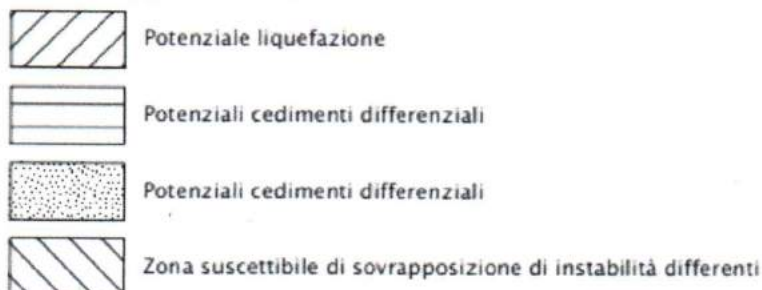 Potenziale liquefazione
Potenziali cedimenti differenziali
Potenziali cedimenti differenziali
Zona suscettibile di sovrapposizione di instabilità differenti